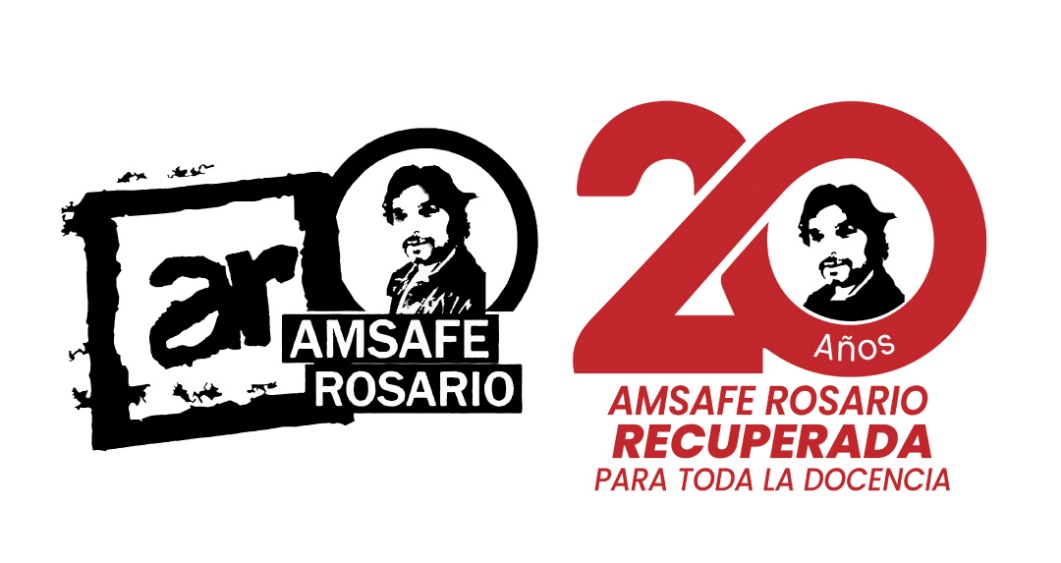 ar
AMSAFE
ROSARIO
20
Años
AMSAFE ROSARIO
RECUPERADA
PARA TODA LA DOCENCIA